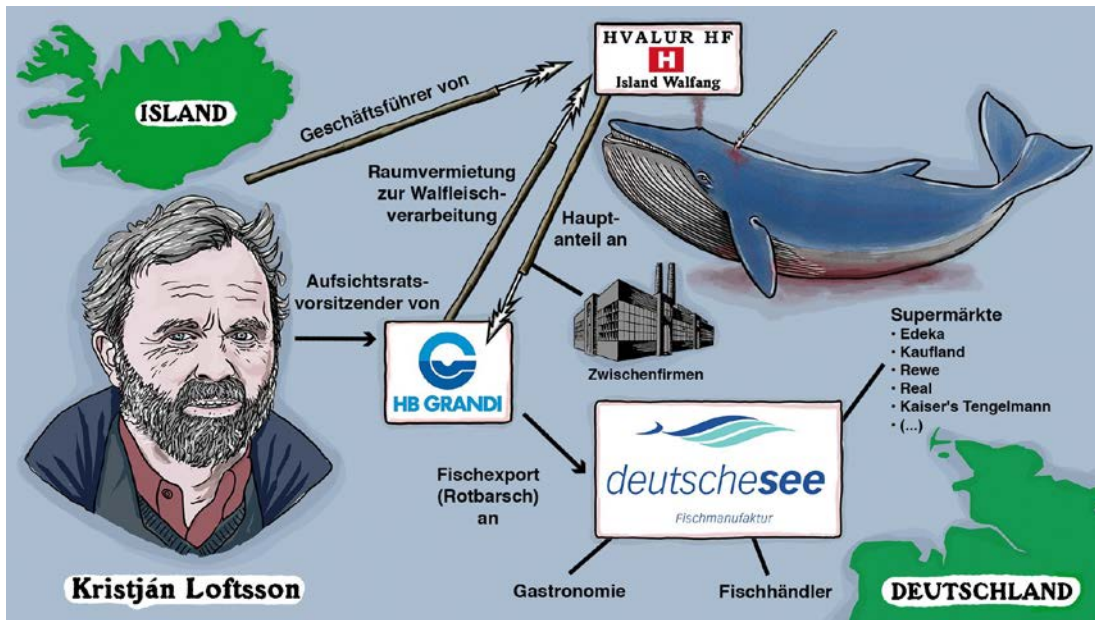 ISLAND
HVALUR HF
H
Island Walfang
Geschäftsführer von
Raumvermietung
zur Walfleisch-
verarbeitung
Haupt-
anteil an
Aufsichtsrats-
vorsitzender von
HB GRANDI
Zwischenfirmen
Supermärkte
· Edeka
· Kaufland
· Rewe
· Real
· Kaiser's Tengelmann
· (...)
Fischexport
(Rotbarsch)
an
deutschesee
Fischmanufaktur
Gastronomie
Fischhändler
Kristján Loftsson
DEUTSCHLAND